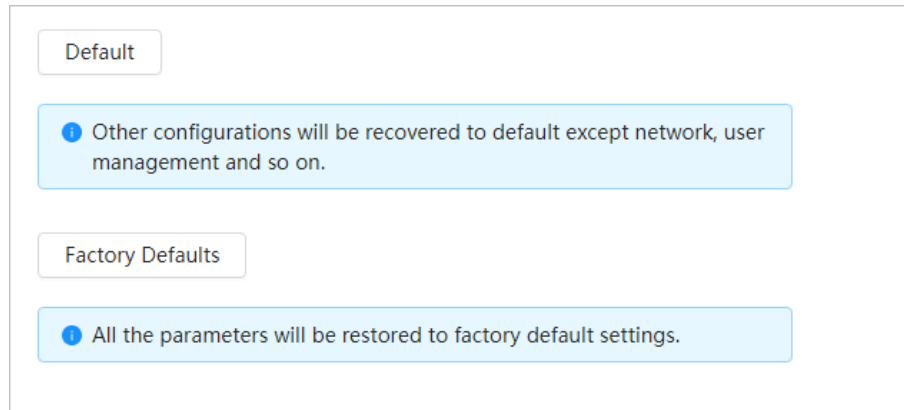 Default
Other configurations will be recovered to default except network, user
management and so on.
Factory Defaults
All the parameters will be restored to factory default settings.